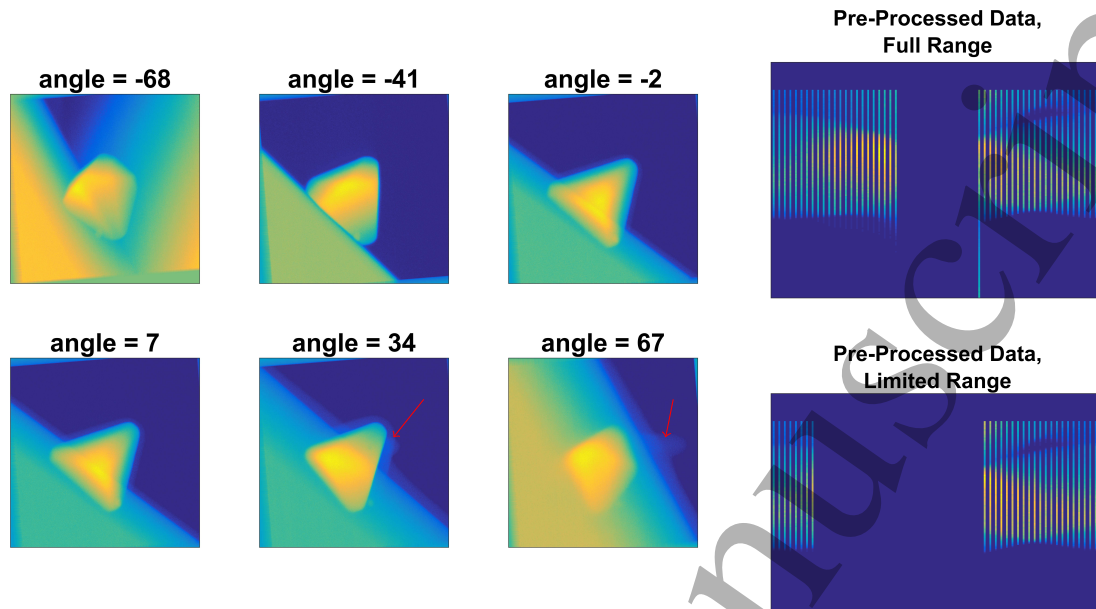 Pre-Processed Data,
Full Range
angle = -68
angle = -41
angle = -2
angle = 7
angle = 34
angle = 67
Pre-Processed Data,
Limited Range
nuscrip